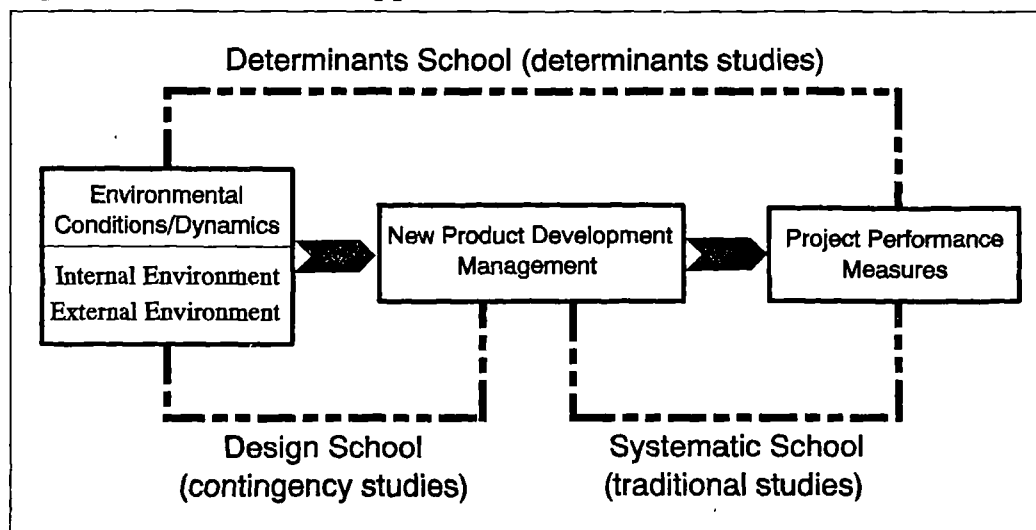 Determinants School (determinants studies)
Environmental
Conditions/Dynamics
Internal Environment
External Environment
New Product Development
Management
Project Performance
Measures
Design School
(contingency studies)
Systematic School
(traditional studies)